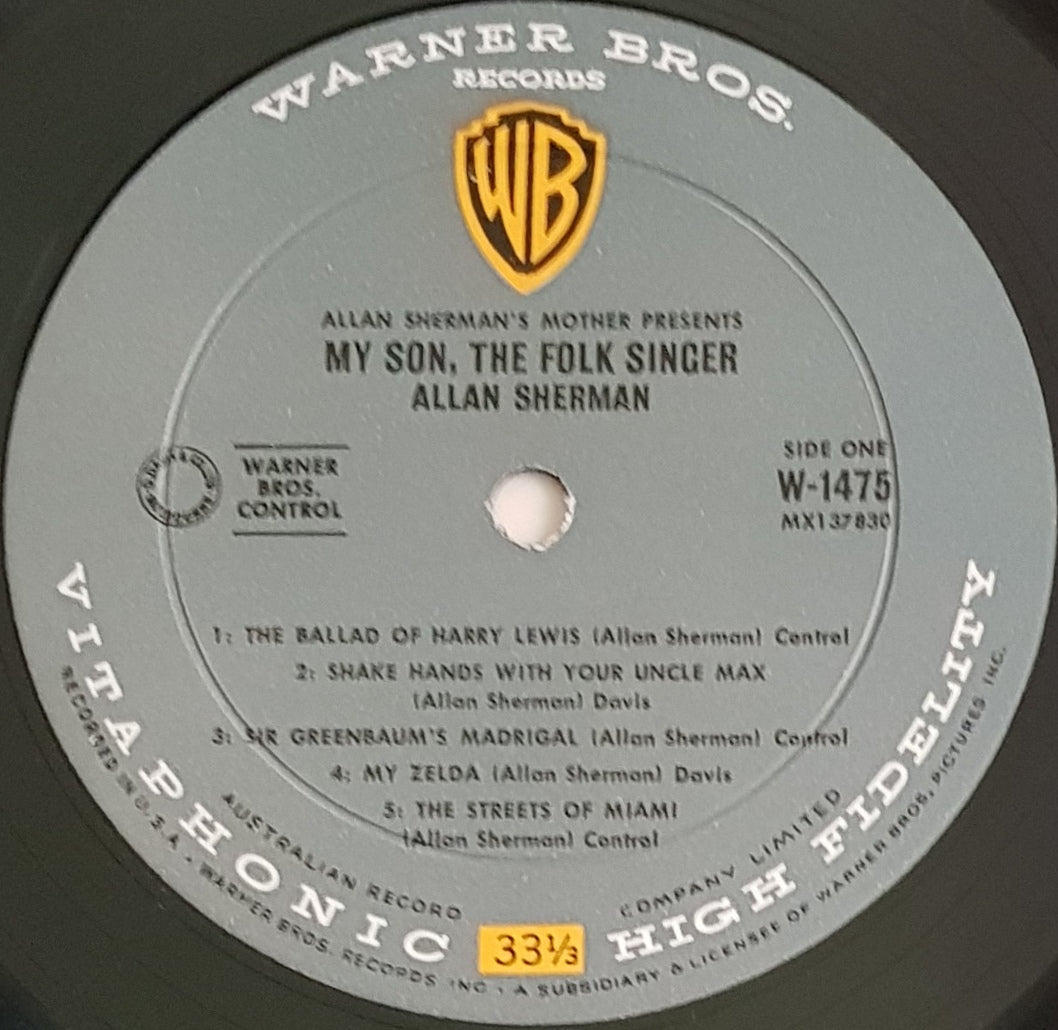 WARNER BROS.
RECORDS
WB
ALLAN SHERMAN'S MOTHER PRESENTS
MY SON, THE FOLK SINGER
ALLAN SHERMAN
WARNER
BROS.
CONTROL
SIDE ONE
W-1475
MX137830
1: THE BALLAD OF HARRY LEWIS (Allan Sherman) Control
2: SHAKE HANDS WITH YOUR UNCLE MAX
(Allan Sherman) Davis
3: SIR GREENBAUM'S MADRIGAL (Allan Sherman) Control
4: MY ZELDA (Allan Sherman) Davis
5: THE STREETS OF MIAMI
(Allan Sherman) Control
AUSTRALIAN RECORD COMPANY LIMITED
VITAPHONIC HIGH FIDELITY
33⅓
RECORDED IN U.S.A. · WARNER BROS. RECORDS INC · A SUBSIDIARY & LICENSEE OF WARNER BROS. PICTURES INC.